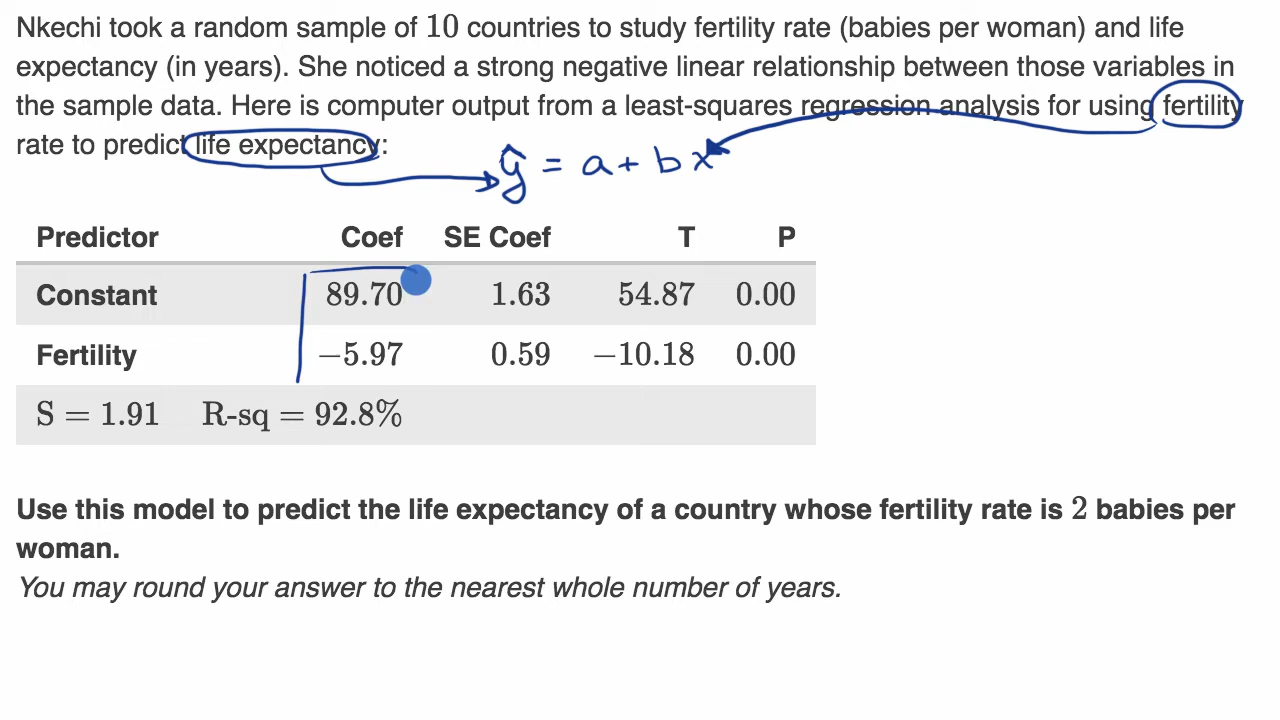 Nkechi took a random sample of 10 countries to study fertility rate (babies per woman) and life
expectancy (in years). She noticed a strong negative linear relationship between those variables in
the sample data. Here is computer output from a least-squares regression analysis for using fertility
rate to predict life expectancy:
ŷ = a + bx
Predictor Coef SE Coef T P
Constant 89.70 1.63 54.87 0.00
Fertility −5.97 0.59 −10.18 0.00
S = 1.91 R-sq = 92.8%
Use this model to predict the life expectancy of a country whose fertility rate is 2 babies per
woman.
You may round your answer to the nearest whole number of years.